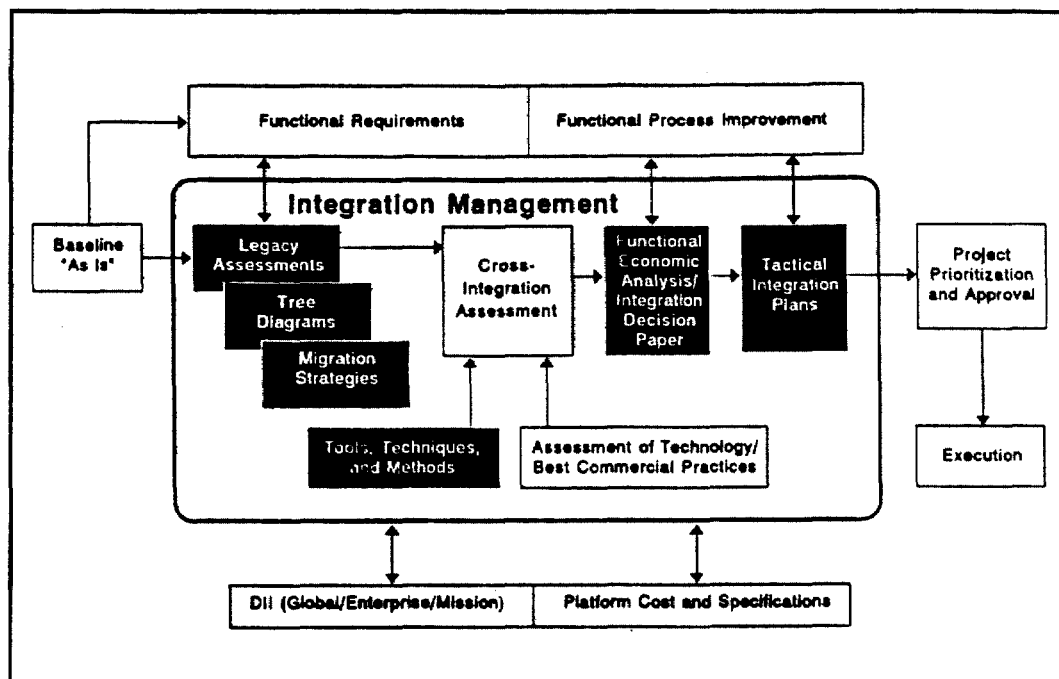 Functional Requirements
Functional Process Improvement
Integration Management
Baseline
"As Is"
Legacy
Assessments
Tree
Diagrams
Migration
Strategies
Cross-
Integration
Assessment
Functional
Economic
Analysis/
Integration
Decision
Paper
Tactical
Integration
Plans
Project
Prioritization
and Approval
Tools, Techniques,
and Methods
Assessment of Technology/
Best Commercial Practices
Execution
DII (Global/Enterprise/Mission)
Platform Cost and Specifications